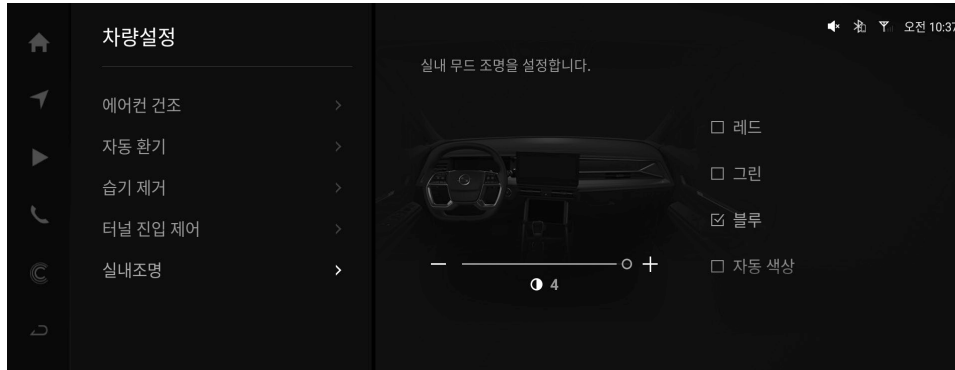 차량설정
오전 10:37
실내 무드 조명을 설정합니다.
에어컨 건조
자동 환기
습기 제거
터널 진입 제어
실내조명
레드
그린
블루
자동 색상
4